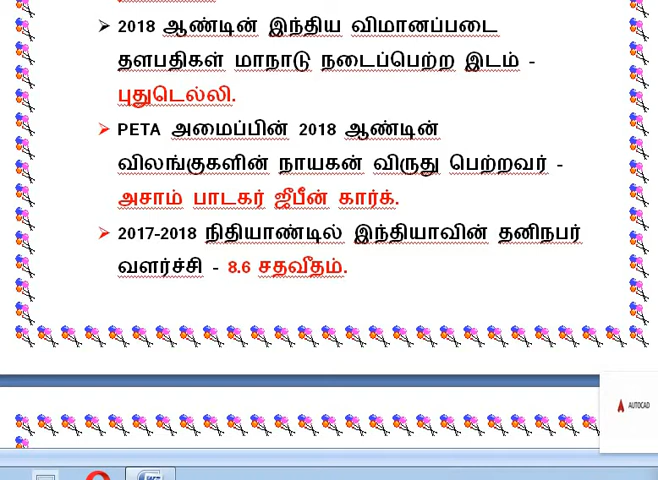 2018 ஆண்டின் இந்திய விமானப்படை
தளபதிகள் மாநாடு நடைப்பெற்ற இடம் -
புதுடெல்லி.
PETA அமைப்பின் 2018 ஆண்டின்
விலங்குகளின் நாயகன் விருது பெற்றவர் -
அசாம் பாடகர் ஜீபீன் கார்க்.
2017-2018 நிதியாண்டில் இந்தியாவின் தனிநபர்
வளர்ச்சி - 8.6 சதவீதம்.
AUTOCAD